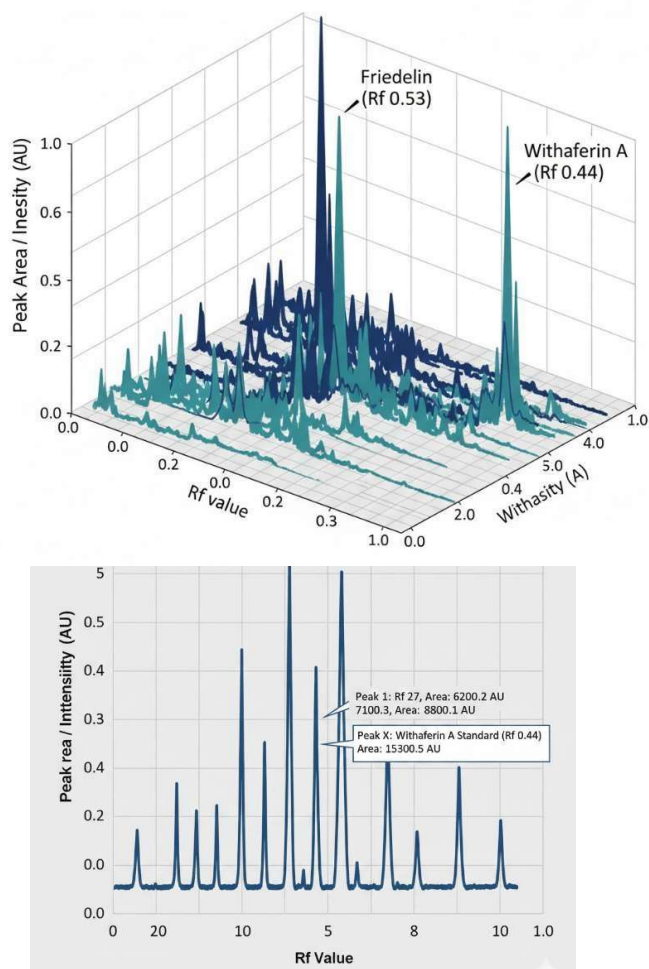 Friedelin
(Rf 0.53)
Withaferin A
(Rf 0.44)
Peak Area / Inesity (AU)
1.0
0.6
0.5
0.2
0.0
0.0
0.0
0.2
0.0
0.2
0.3
1.0
Rf value
0.0
2.0
0.4
5.0
4.0
1.0
Withasity (A)
Peak rea / Inttensiity (AU)
5
0.5
0.4
0.3
0.4
0.2
0.0
0.0
Peak 1: Rf 27, Area: 6200.2 AU
7100.3, Area: 8800.1 AU
Peak X: Withaferin A Standard (Rf 0.44)
Area: 15300.5 AU
0 20 10 5 8 10 1.0
Rf Value